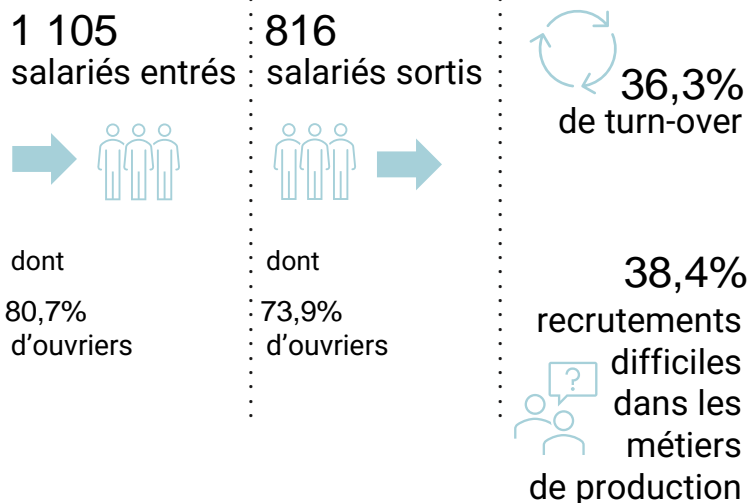 1 105
salariés entrés
dont
80,7%
d’ouvriers
816
salariés sortis
dont
73,9%
d’ouvriers
36,3%
de turn-over
38,4%
recrutements
difficiles
?
dans les
métiers
de production